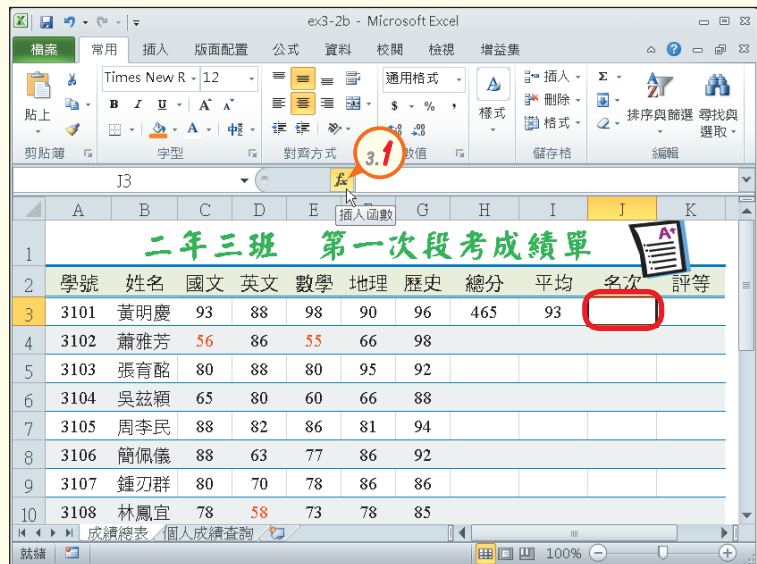 ex3-2b - Microsoft Excel
檔案 常用 插入 版面配置 公式 資料 校閱 檢視 增益集
Times New R 12 通用格式 Σ 插入
B I U A A $ % , 刪除
貼上 A 中 .00 樣式 格式 排序與篩選 尋找與
選取
剪貼簿 字型 對齊方式 數值 儲存格 編輯
3.1
J3 fx
插入函數
A B C D E G H I J K
1 二年三班 第一次段考成績單 A+
2 學號 姓名 國文 英文 數學 地理 歷史 總分 平均 名次 評等
3 3101 黃明慶 93 88 98 90 96 465 93
4 3102 蕭雅芳 56 86 55 66 98
5 3103 張育酩 80 88 80 95 92
6 3104 吳玆穎 65 80 60 66 88
7 3105 周李民 88 82 86 81 94
8 3106 簡佩儀 88 63 77 86 92
9 3107 鍾刃群 80 70 78 86 86
10 3108 林鳳宜 78 58 73 78 85
成績總表 個人成績查詢
就緒 100%